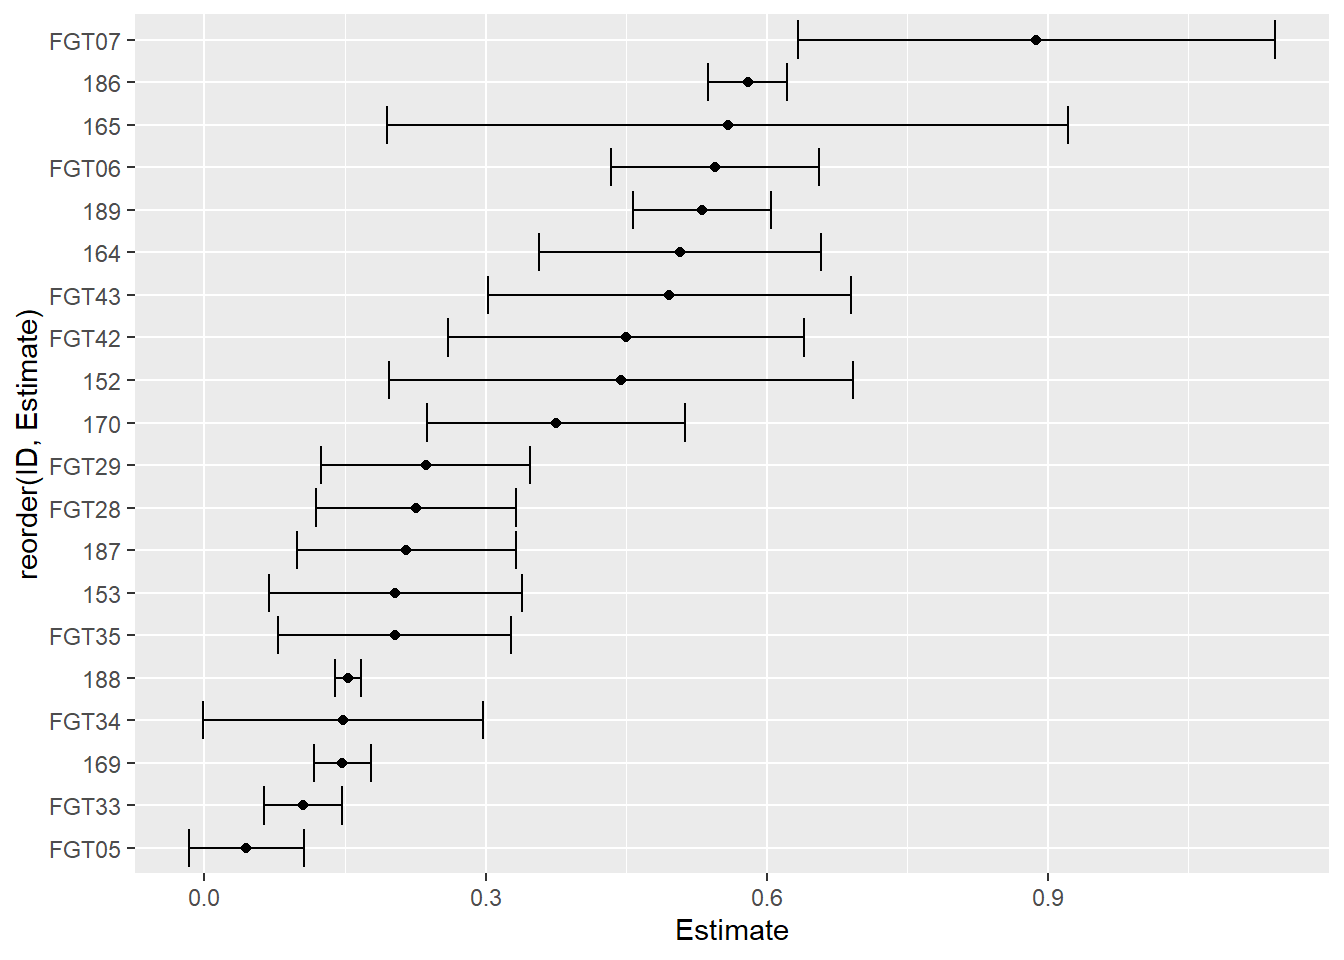 reorder(ID, Estimate)
FGT07
186
165
FGT06
189
164
FGT43
FGT42
152
170
FGT29
FGT28
187
153
FGT35
188
FGT34
169
FGT33
FGT05
0.0 0.3 0.6 0.9
Estimate